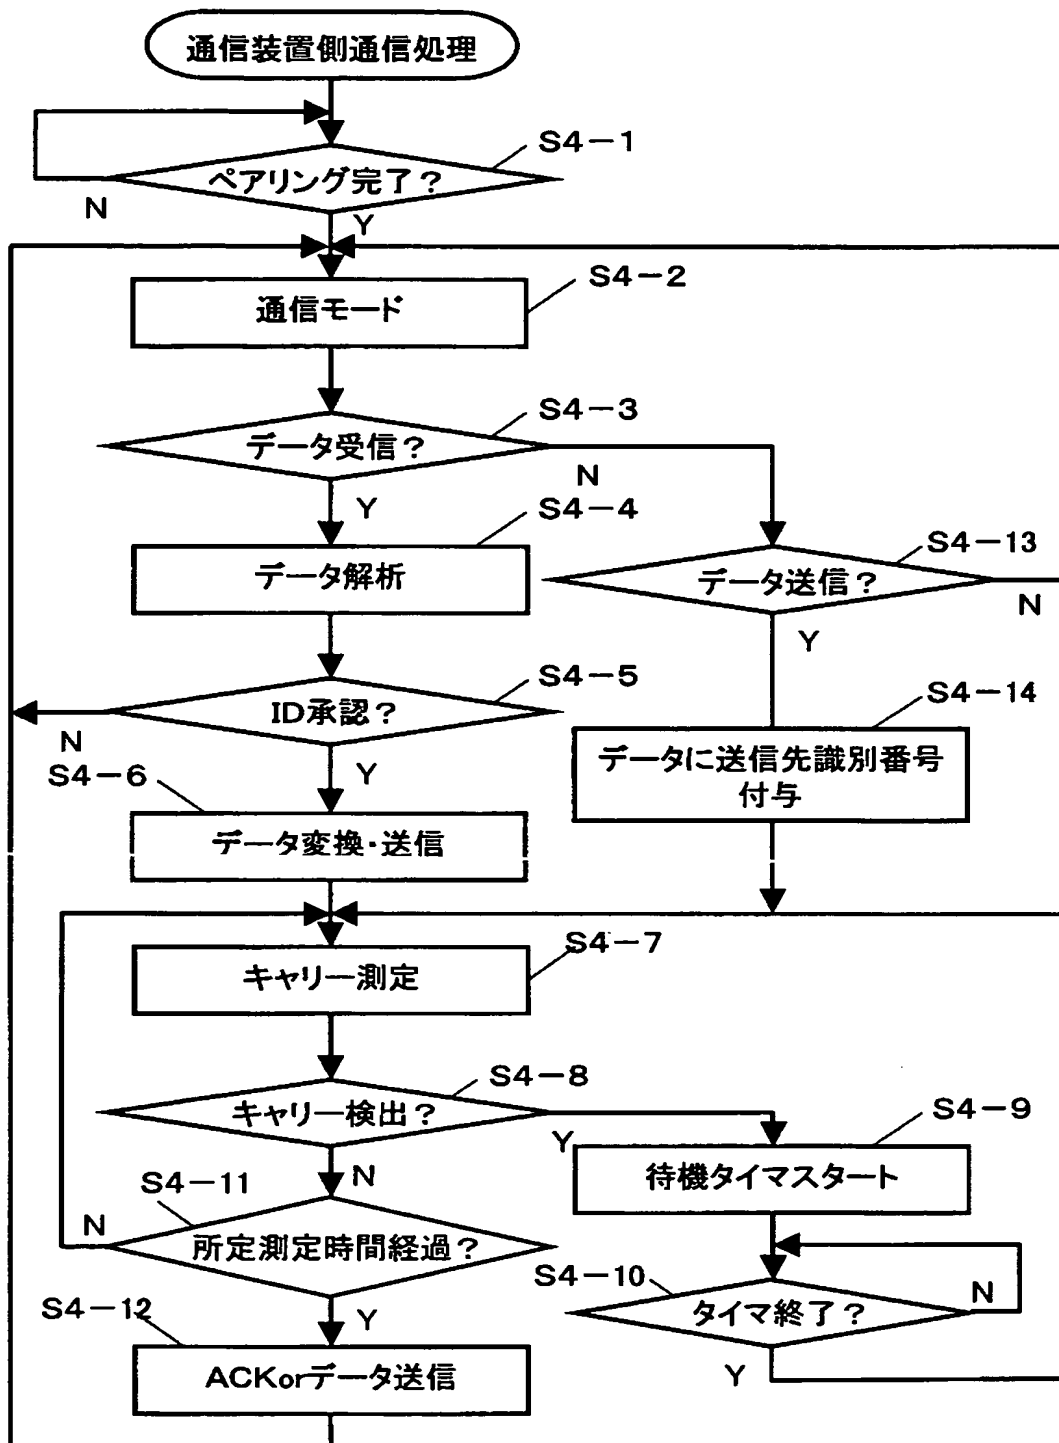 通信装置側通信処理
S4-1
ペアリング完了?
N
Y
S4-2
通信モード
S4-3
データ受信?
N
Y
S4-4
データ解析
S4-13
データ送信?
N
Y
S4-5
ID承認?
N
Y
S4-14
データに送信先識別番号
付与
S4-6
データ変換・送信
S4-7
キャリー測定
S4-8
キャリー検出?
Y
N
S4-9
待機タイマスタート
S4-11
所定測定時間経過?
N
Y
S4-10
タイマ終了?
N
Y
S4-12
ACKorデータ送信